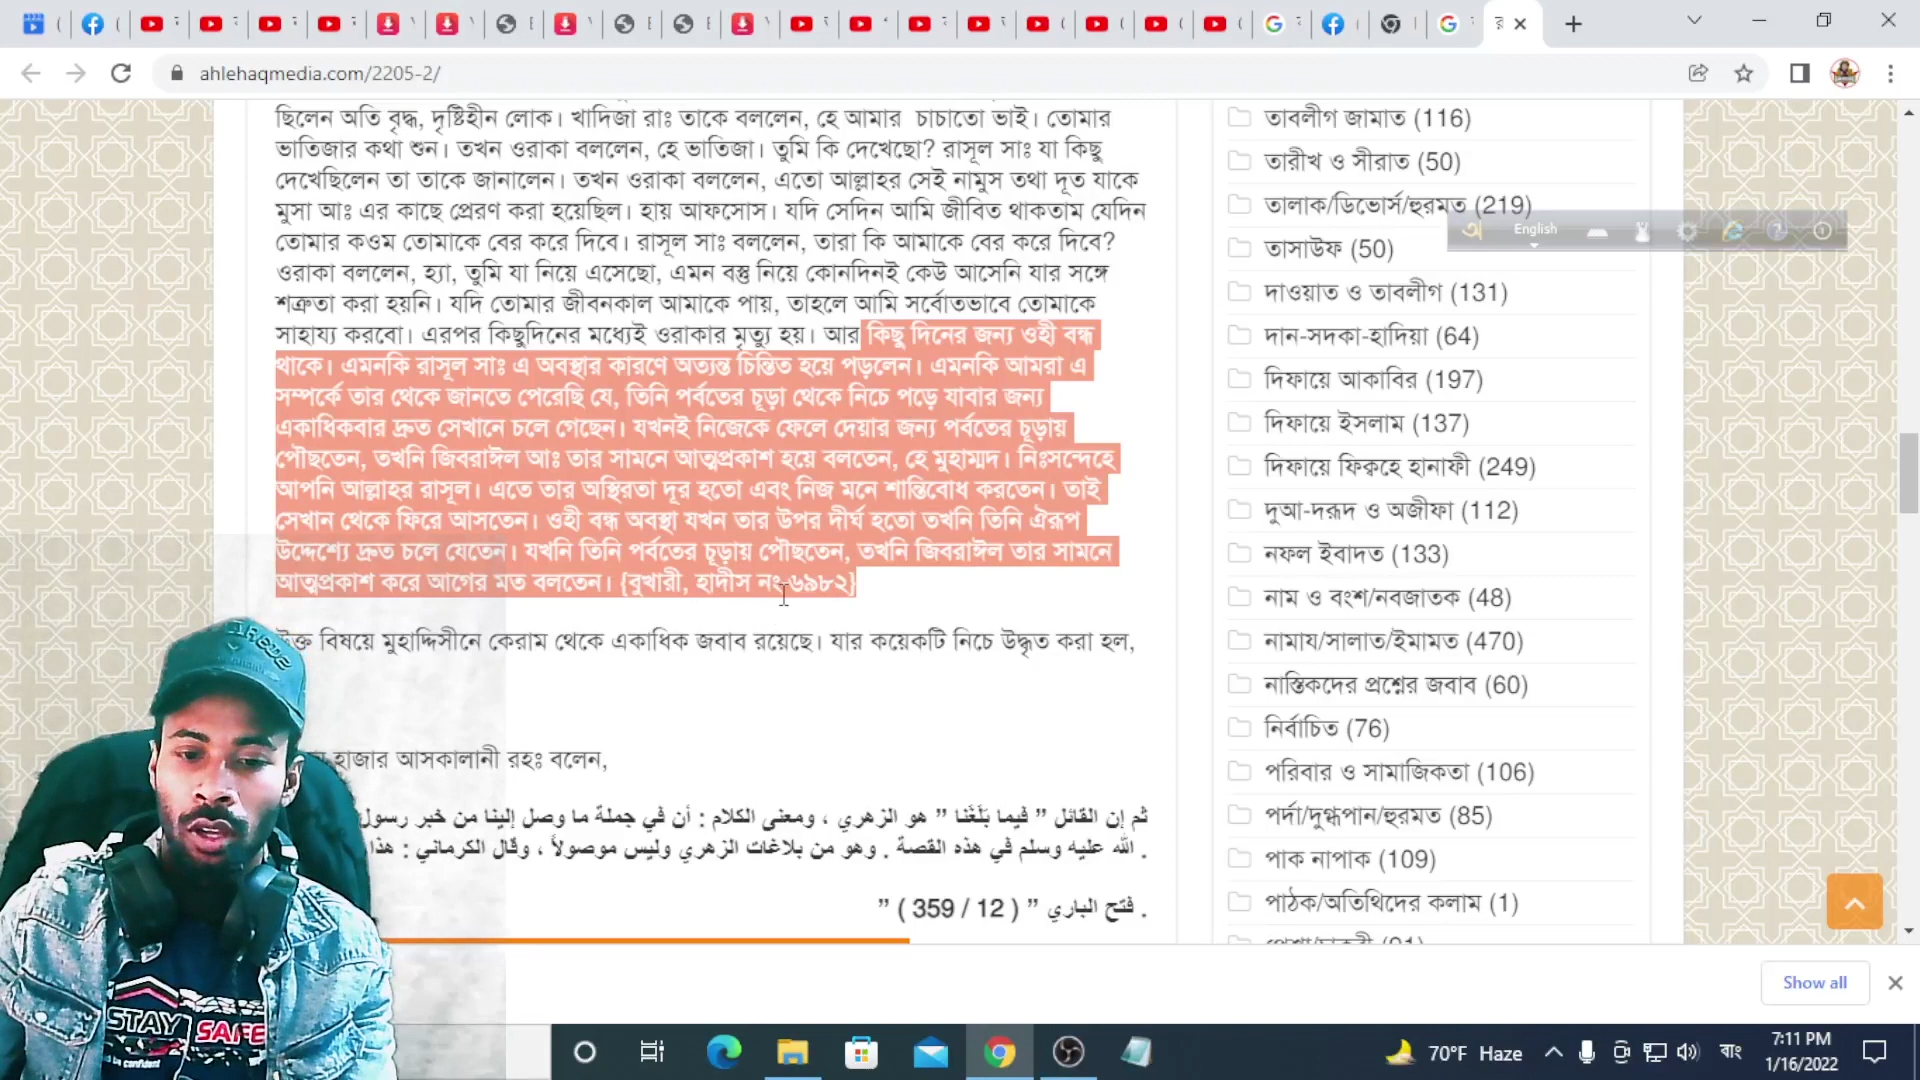 ahlehaqmedia.com/2205-2/
ছিলেন অতি বৃদ্ধ, দৃষ্টিহীন লোক। খাদিজা রাঃ তাকে বললেন, হে আমার চাচাতো ভাই। তোমার
ভাতিজার কথা শুন। তখন ওরাকা বললেন, হে ভাতিজা। তুমি কি দেখেছো? রাসূল সাঃ যা কিছু
দেখেছিলেন তা তাকে জানালেন। তখন ওরাকা বললেন, এতো আল্লাহর সেই নামুস তথা দূত যাকে
মুসা আঃ এর কাছে প্রেরণ করা হয়েছিল। হায় আফসোস। যদি সেদিন আমি জীবিত থাকতাম যেদিন
তোমার কওম তোমাকে বের করে দিবে। রাসূল সাঃ বললেন, তারা কি আমাকে বের করে দিবে?
ওরাকা বললেন, হ্যা, তুমি যা নিয়ে এসেছো, এমন বস্তু নিয়ে কোনদিনই কেউ আসেনি যার সঙ্গে
শত্রুতা করা হয়নি। যদি তোমার জীবনকাল আমাকে পায়, তাহলে আমি সর্বোতভাবে তোমাকে
সাহায্য করবো। এরপর কিছুদিনের মধ্যেই ওরাকার মৃত্যু হয়। আর কিছু দিনের জন্য ওহী বন্ধ
থাকে। এমনকি রাসূল সাঃ এ অবস্থার কারণে অত্যন্ত চিন্তিত হয়ে পড়লেন। এমনকি আমরা এ
সম্পর্কে তার থেকে জানতে পেরেছি যে, তিনি পর্বতের চূড়া থেকে নিচে পড়ে যাবার জন্য
একাধিকবার দ্রুত সেখানে চলে গেছেন। যখনই নিজেকে ফেলে দেয়ার জন্য পর্বতের চূড়ায়
পৌছতেন, তখনি জিবরাঈল আঃ তার সামনে আত্মপ্রকাশ হয়ে বলতেন, হে মুহাম্মদ। নিঃসন্দেহে
আপনি আল্লাহর রাসূল। এতে তার অস্থিরতা দূর হতো এবং নিজ মনে শান্তিবোধ করতেন। তাই
সেখান থেকে ফিরে আসতেন। ওহী বন্ধ অবস্থা যখন তার উপর দীর্ঘ হতো তখনি তিনি ঐরূপ
উদ্দেশ্যে দ্রুত চলে যেতেন। যখনি তিনি পর্বতের চূড়ায় পৌছতেন, তখনি জিবরাঈল তার সামনে
আত্মপ্রকাশ করে আগের মত বলতেন। {বুখারী, হাদীস নং-৬৯৮২}
উক্ত বিষয়ে মুহাদ্দিসীনে কেরাম থেকে একাধিক জবাব রয়েছে। যার কয়েকটি নিচে উদ্ধৃত করা হল,
হাজার আসকালানী রহঃ বলেন,
ثم إن القائل ” فيما بَلَغَنا ” هو الزهري ، ومعنى الكلام : أن في جملة ما وصل إلينا من خبر رسول
الله عليه وسلم في هذه القصة . وهو من بلاغات الزهري وليس موصولاً ، وقال الكرماني : هذا .
. فتح الباري ” ( 12 / 359 ) ”
তাবলীগ জামাত (116)
তারীখ ও সীরাত (50)
তালাক/ডিভোর্স/হুরমত (219)
তাসাউফ (50)
দাওয়াত ও তাবলীগ (131)
দান-সদকা-হাদিয়া (64)
দিফায়ে আকাবির (197)
দিফায়ে ইসলাম (137)
দিফায়ে ফিক্বহে হানাফী (249)
দুআ-দরূদ ও অজীফা (112)
নফল ইবাদত (133)
নাম ও বংশ/নবজাতক (48)
নামায/সালাত/ইমামত (470)
নাস্তিকদের প্রশ্নের জবাব (60)
নির্বাচিত (76)
পরিবার ও সামাজিকতা (106)
পর্দা/দুগ্ধপান/হুরমত (85)
পাক নাপাক (109)
পাঠক/অতিথিদের কলাম (1)
English
STAY SAFE
be confident
Show all
70°F Haze
বাং
7:11 PM
1/16/2022